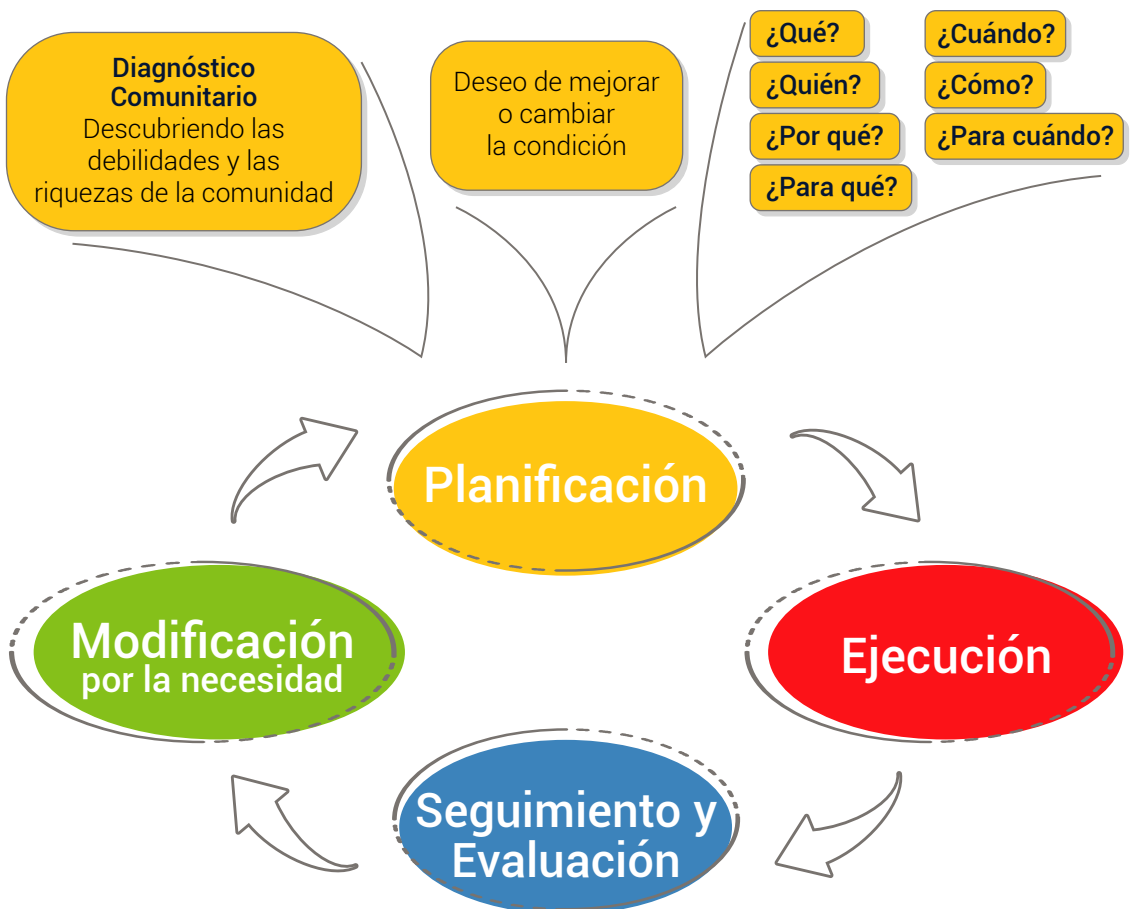 Diagnóstico
Comunitario
Descubriendo las
debilidades y las
riquezas de la comunidad
Deseo de mejorar
o cambiar
la condición
¿Qué?
¿Quién?
¿Por qué?
¿Para qué?
¿Cuándo?
¿Cómo?
¿Para cuándo?
Planificación
Ejecución
Seguimiento y
Evaluación
Modificación
por la necesidad